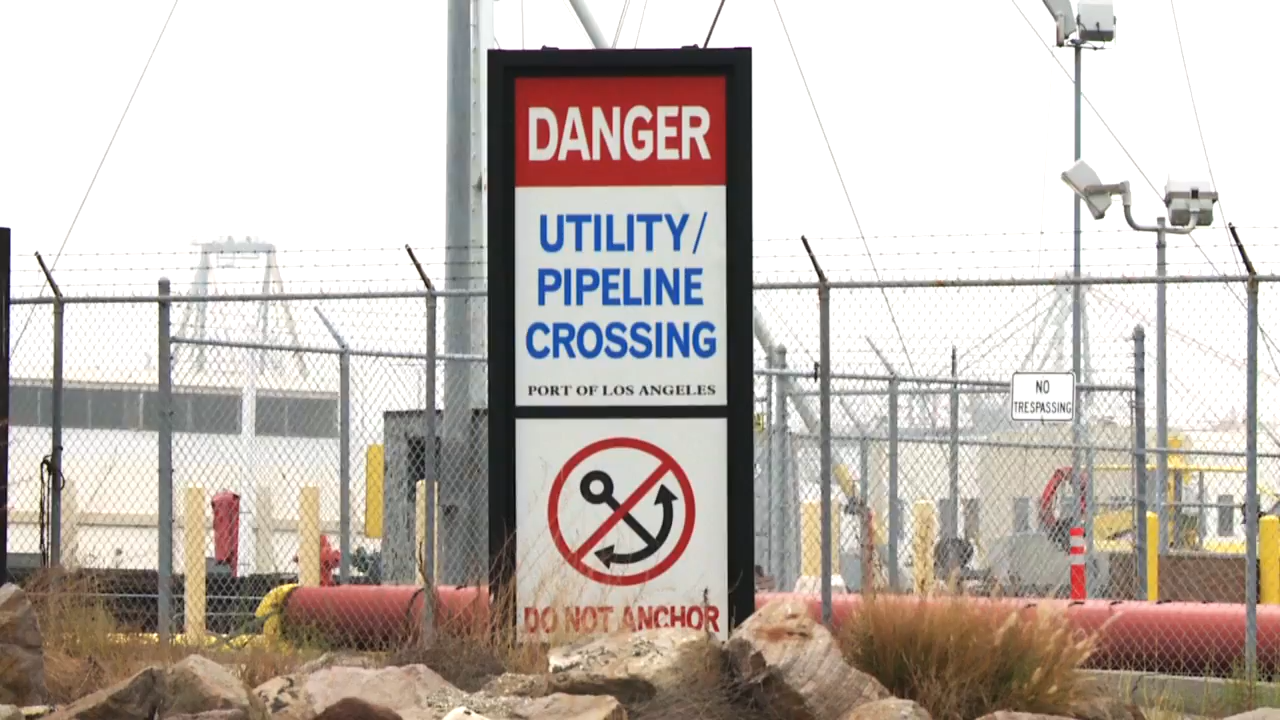 DANGER
UTILITY/
PIPELINE
CROSSING
PORT OF LOS ANGELES
DO NOT ANCHOR
NO
TRESPASSING